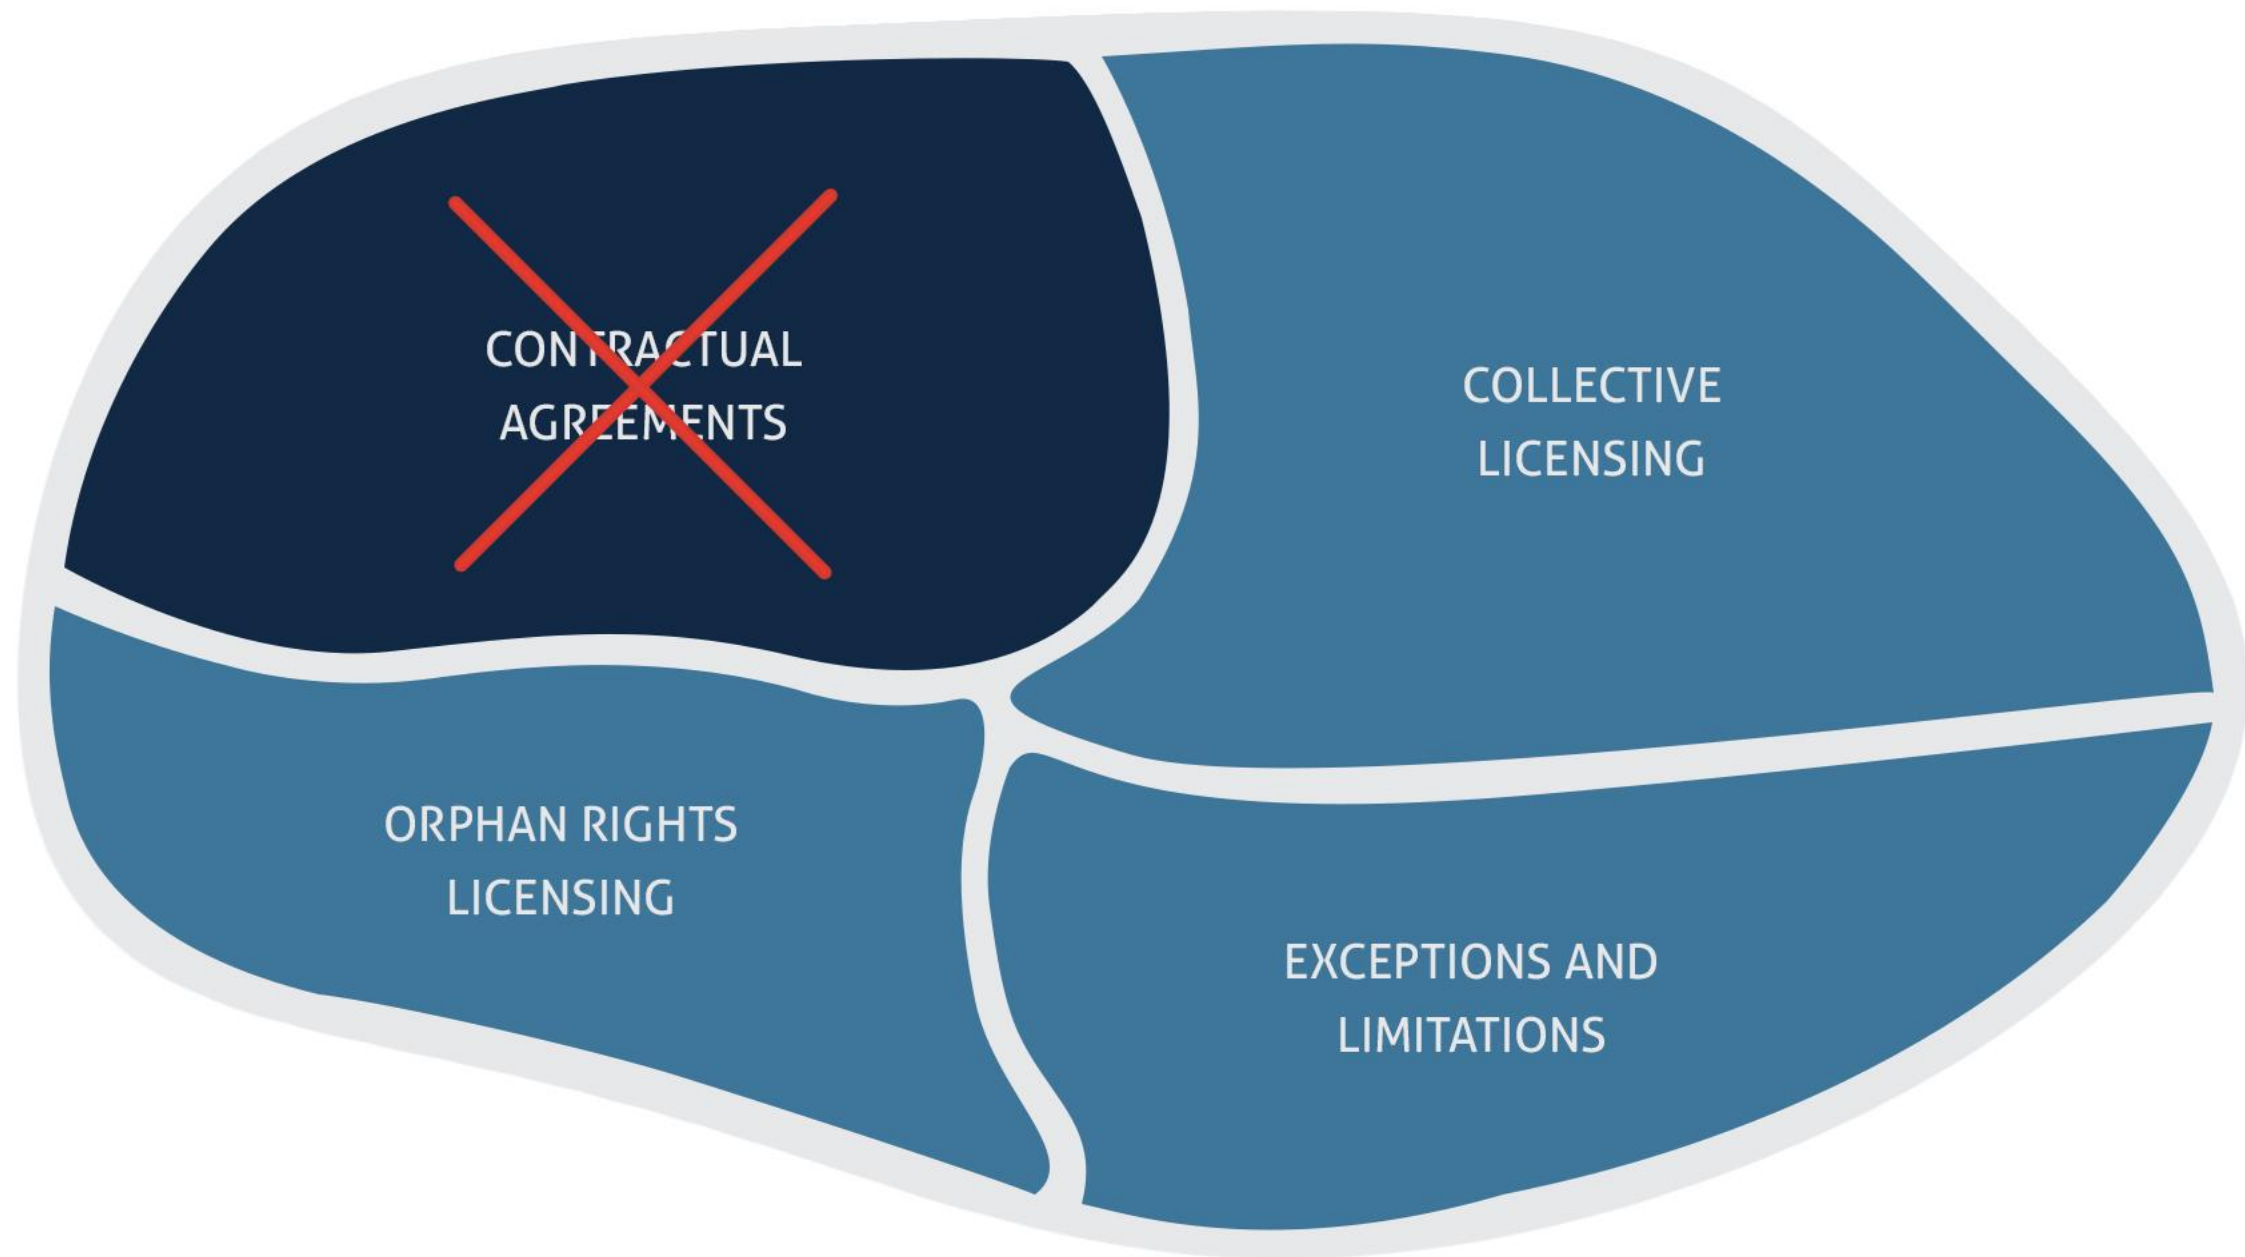 CONTRACTUAL
AGREEMENTS
COLLECTIVE
LICENSING
ORPHAN RIGHTS
LICENSING
EXCEPTIONS AND
LIMITATIONS